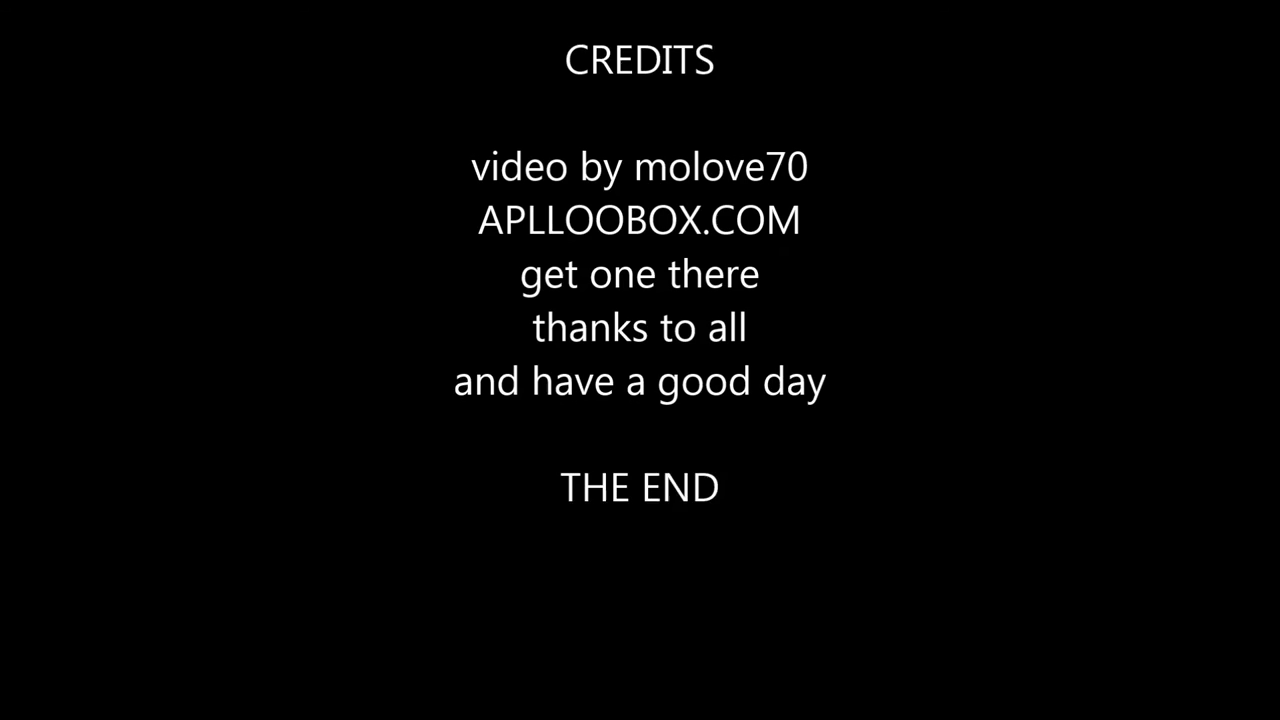 CREDITS
video by molove70
APLLOOBOX.COM
get one there
thanks to all
and have a good day
THE END